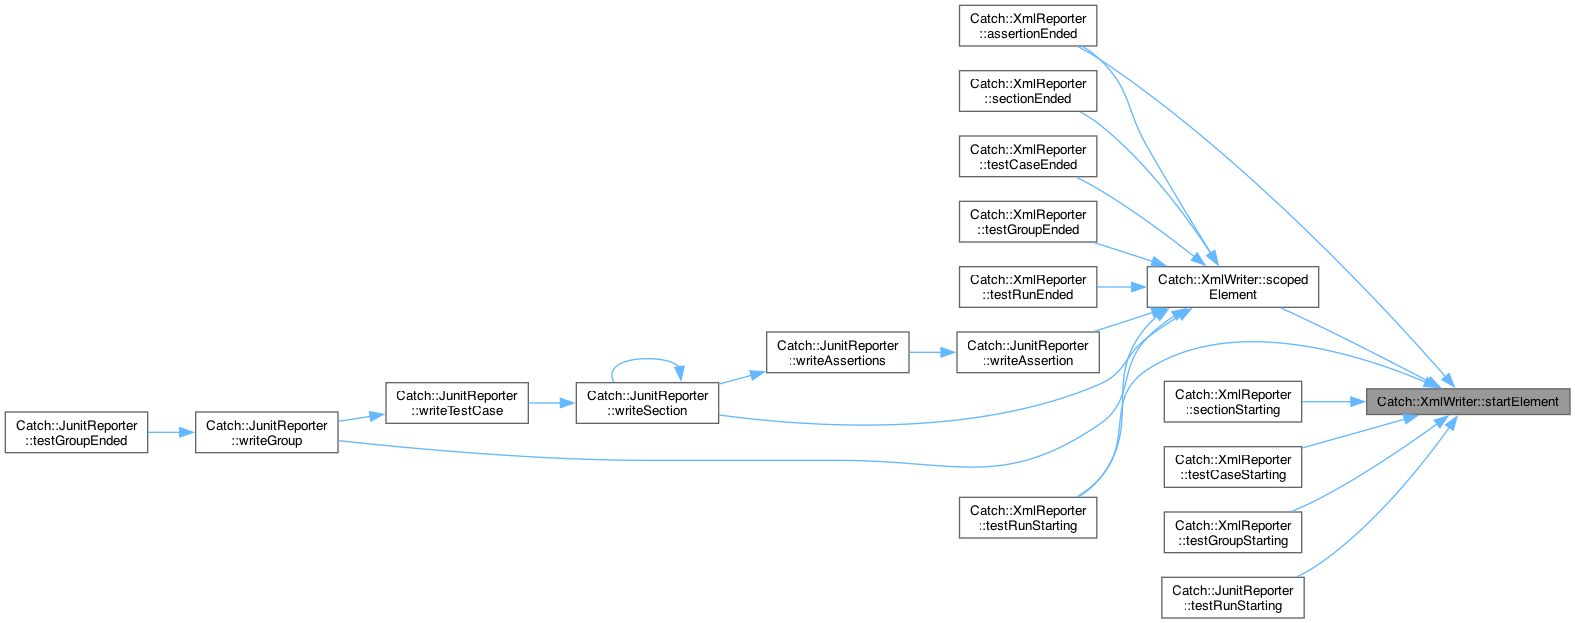 Catch::XmlReporter
::assertionEnded
Catch::XmlReporter
::sectionEnded
Catch::XmlReporter
::testCaseEnded
Catch::XmlReporter
::testGroupEnded
Catch::XmlReporter
::testRunEnded
Catch::XmlWriter::scoped
Element
Catch::JunitReporter
::writeAssertions
Catch::JunitReporter
::writeAssertion
Catch::JunitReporter
::testGroupEnded
Catch::JunitReporter
::writeGroup
Catch::JunitReporter
::writeTestCase
Catch::JunitReporter
::writeSection
Catch::XmlReporter
::sectionStarting
Catch::XmlWriter::startElement
Catch::XmlReporter
::testCaseStarting
Catch::XmlReporter
::testRunStarting
Catch::XmlReporter
::testGroupStarting
Catch::JunitReporter
::testRunStarting